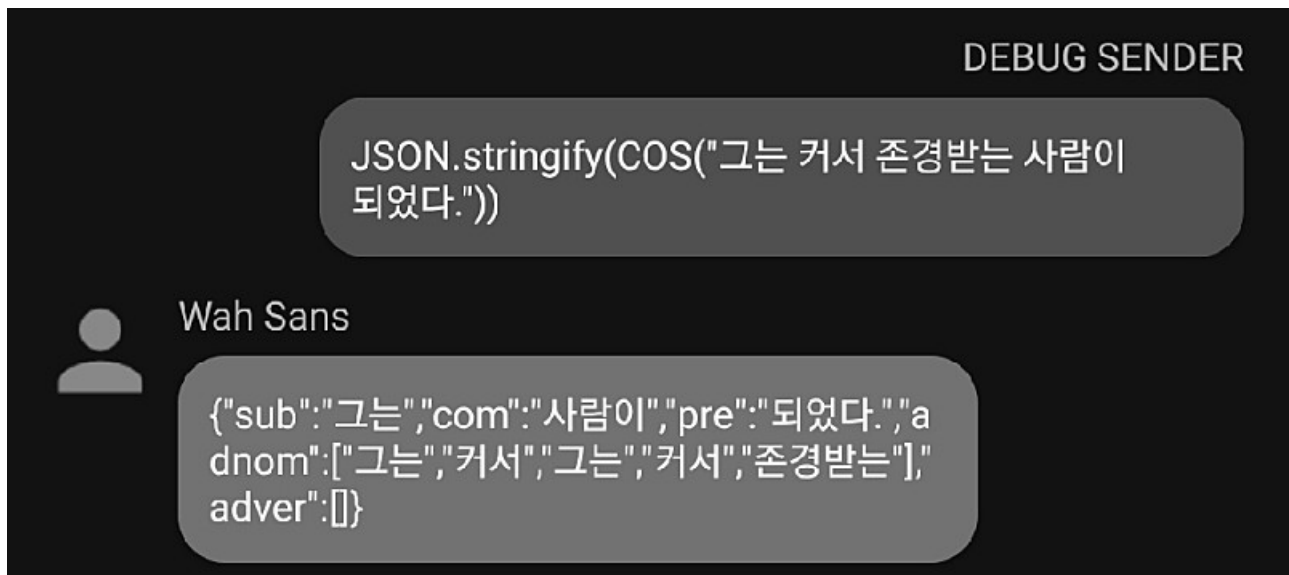 DEBUG SENDER
JSON.stringify(COS("그는 커서 존경받는 사람이
되었다."))
Wah Sans
{"sub":"그는","com":"사람이","pre":"되었다.","a
dnom":["그는","커서","그는","커서","존경받는"],"
adver":[]}